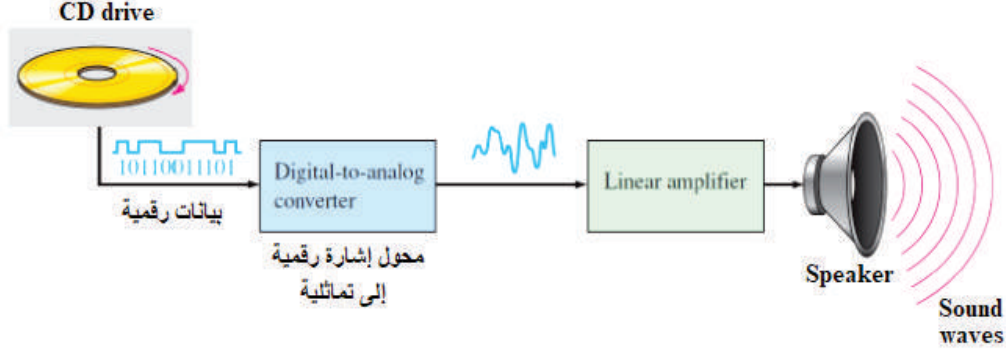 CD drive
10110011101
بيانات رقمية
Digital-to-analog
converter
محول إشارة رقمية
إلى تماثلية
Linear amplifier
Speaker
Sound
waves